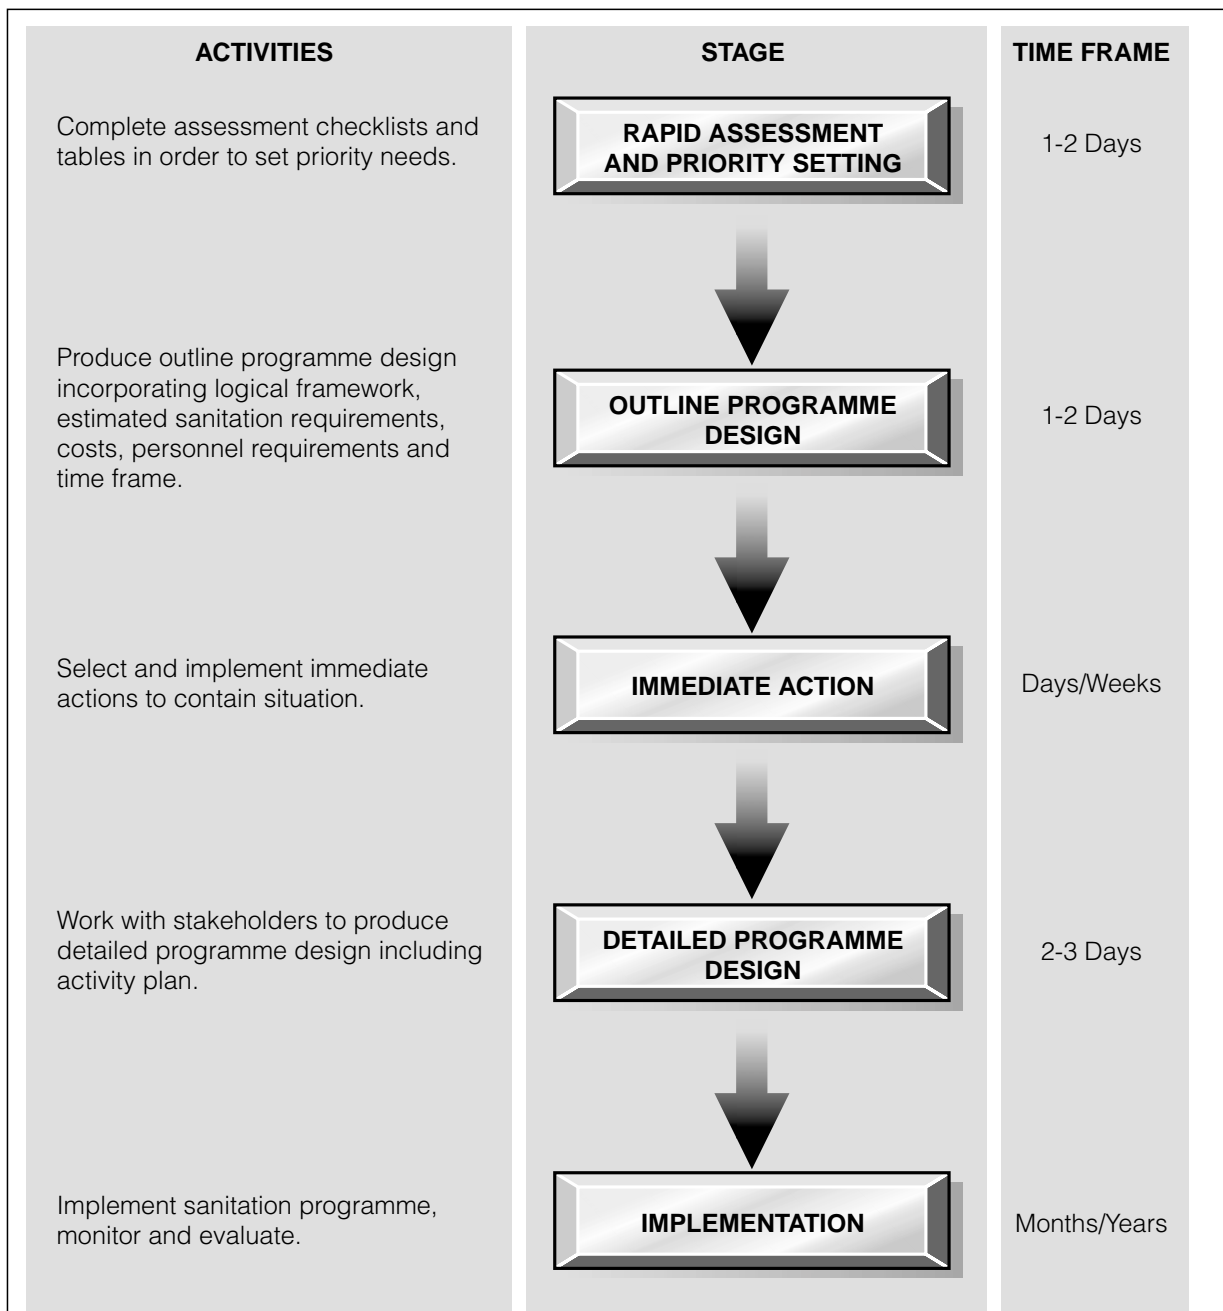 ACTIVITIES
STAGE
TIME FRAME
Complete assessment checklists and
tables in order to set priority needs.
RAPID ASSESSMENT
AND PRIORITY SETTING
1-2 Days
Produce outline programme design
incorporating logical framework,
estimated sanitation requirements,
costs, personnel requirements and
time frame.
OUTLINE PROGRAMME
DESIGN
1-2 Days
Select and implement immediate
actions to contain situation.
IMMEDIATE ACTION
Days/Weeks
Work with stakeholders to produce
detailed programme design including
activity plan.
DETAILED PROGRAMME
DESIGN
2-3 Days
Implement sanitation programme,
monitor and evaluate.
IMPLEMENTATION
Months/Years